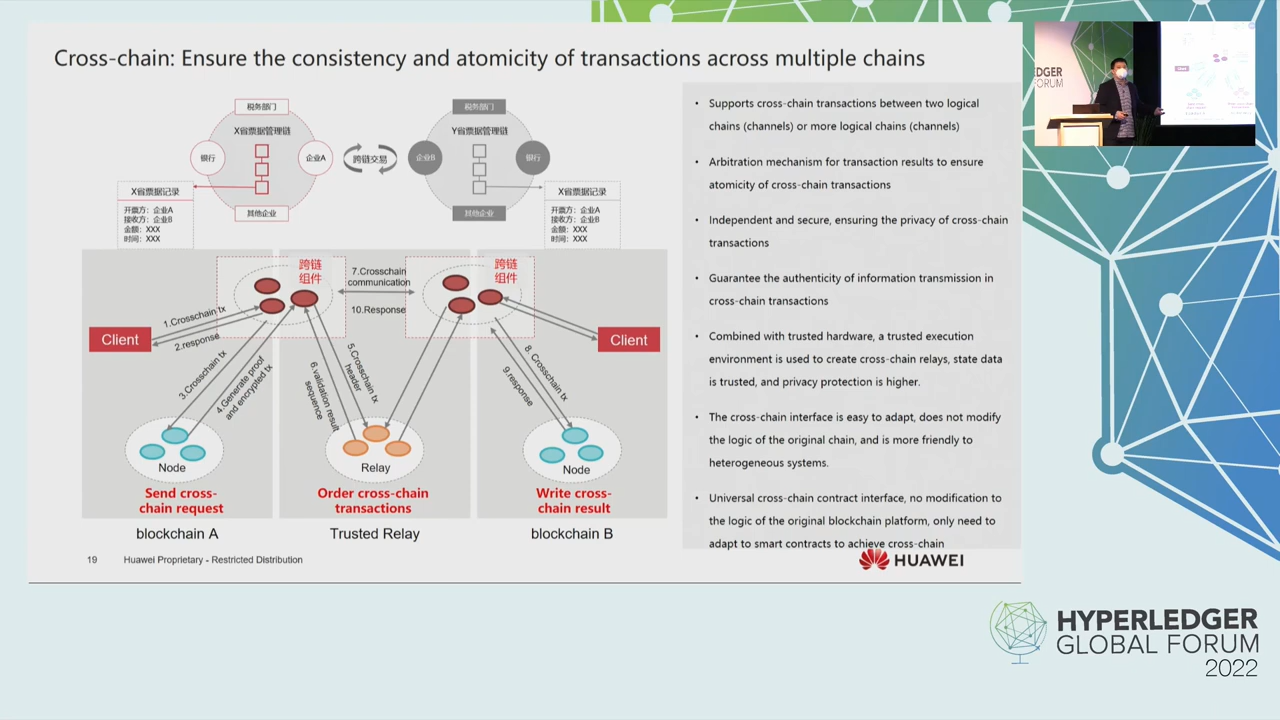 Cross-chain: Ensure the consistency and atomicity of transactions across multiple chains
税务部门
X省票据管理链
银行
企业A
其他企业
X省票据记录
开票方：企业A
接收方：企业B
金额：XXX
时间：XXX
跨链交易
税务部门
Y省票据管理链
企业B
银行
其他企业
X省票据记录
开票方：企业A
接收方：企业B
金额：XXX
时间：XXX
跨链
组件
7.Crosschain
communication
10.Response
跨链
组件
Client
1.Crosschain tx
2.response
3.Crosschain tx
4.Generate proof
and encrypted tx
5.Crosschain tx
header
6.validation result
sequence
8. Crosschain tx
9.response
Client
Node
Relay
Node
Send cross-
chain request
Order cross-chain
transactions
Write cross-
chain result
blockchain A
Trusted Relay
blockchain B
• Supports cross-chain transactions between two logical
chains (channels) or more logical chains (channels)
• Arbitration mechanism for transaction results to ensure
atomicity of cross-chain transactions
• Independent and secure, ensuring the privacy of cross-chain
transactions
• Guarantee the authenticity of information transmission in
cross-chain transactions
• Combined with trusted hardware, a trusted execution
environment is used to create cross-chain relays, state data
is trusted, and privacy protection is higher.
• The cross-chain interface is easy to adapt, does not modify
the logic of the original chain, and is more friendly to
heterogeneous systems.
• Universal cross-chain contract interface, no modification to
the logic of the original blockchain platform, only need to
adapt to smart contracts to achieve cross-chain
19
Huawei Proprietary - Restricted Distribution
HUAWEI
DGER
FORUM
HYPERLEDGER
GLOBAL FORUM
2022